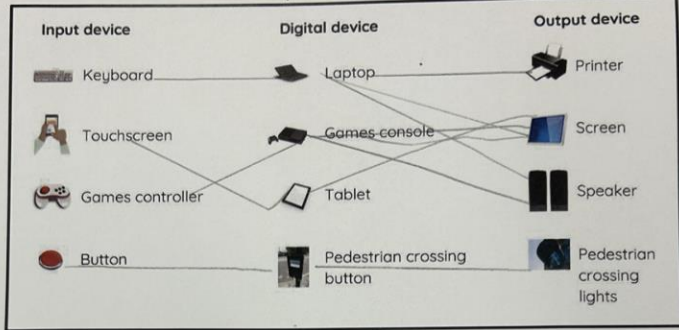 Input device
Digital device
Output device
Keyboard
Laptop
Printer
Touchscreen
Games console
Screen
Games controller
Tablet
Speaker
Button
Pedestrian crossing
button
Pedestrian
crossing
lights